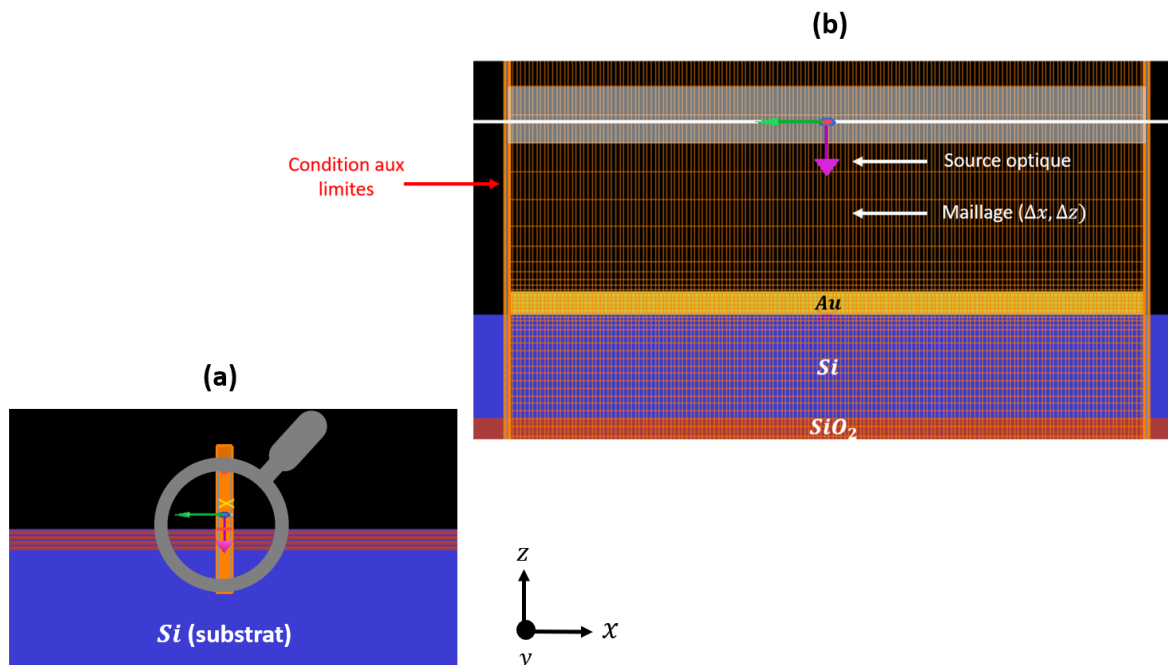 (b)
Condition aux
limites
Source optique
Maillage (Δx, Δz)
Au
Si
SiO₂
(a)
Si (substrat)
z
x
y